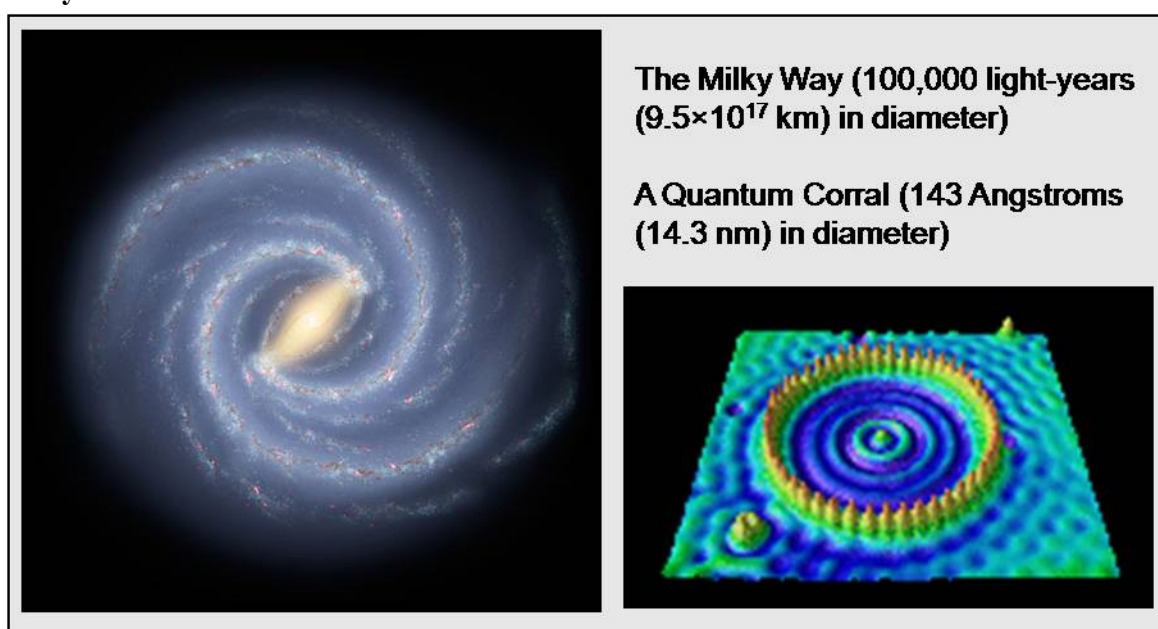 The Milky Way (100,000 light-years
(9.5×10¹⁷ km) in diameter)
A Quantum Corral (143 Angstroms
(14.3 nm) in diameter)